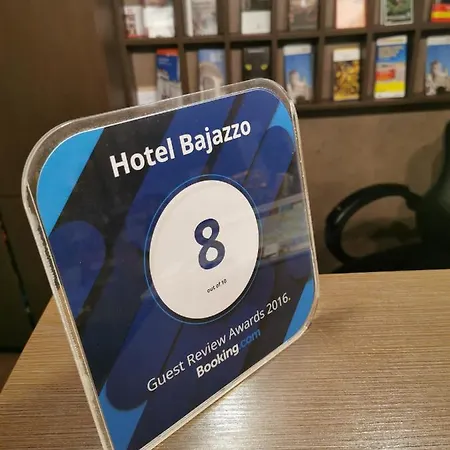 Hotel Bajazzo
8
out of 10
Guest Review Awards 2016.
Booking.com